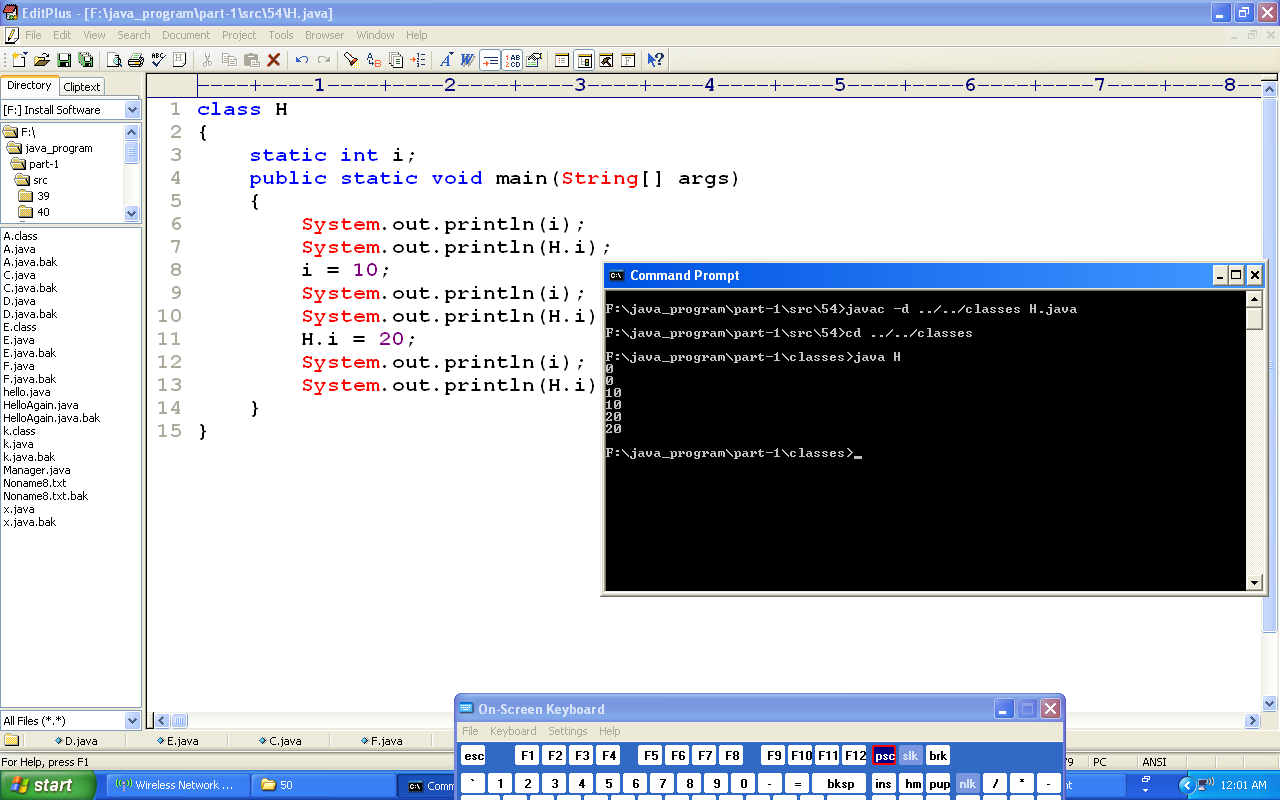 EditPlus - [F:\java_program\part-1\src\54\H.java]
File Edit View Search Document Project Tools Browser Window Help
Directory Cliptext
[F:] Install Software
F:\
java_program
part-1
src
39
40
A.class
A.java
A.java.bak
C.java
C.java.bak
D.java
D.java.bak
E.class
E.java
E.java.bak
F.java
F.java.bak
hello.java
HelloAgain.java
HelloAgain.java.bak
k.class
k.java
k.java.bak
Manager.java
Noname8.txt
Noname8.txt.bak
x.java
x.java.bak
All Files (*.*)
----+----1----+----2----+----3----+----4----+----5----+----6----+----7----+----8--
1 class H
2 {
3 static int i;
4 public static void main(String[] args)
5 {
6 System.out.println(i);
7 System.out.println(H.i);
8 i = 10;
9 System.out.println(i);
10 System.out.println(H.i)
11 H.i = 20;
12 System.out.println(i);
13 System.out.println(H.i)
14 }
15 }
Command Prompt
F:\java_program\part-1\src\54>javac -d ../../classes H.java
F:\java_program\part-1\src\54>cd ../../classes
F:\java_program\part-1\classes>java H
0
0
10
10
20
20
F:\java_program\part-1\classes>_
On-Screen Keyboard
File Keyboard Settings Help
esc F1 F2 F3 F4 F5 F6 F7 F8 F9 F10 F11 F12 psc slk brk
` 1 2 3 4 5 6 7 8 9 0 - = bksp ins hm pup nlk / * -
D.java E.java C.java F.java
For Help, press F1
PC ANSI
start Wireless Network ... 50 Comm
12:01 AM